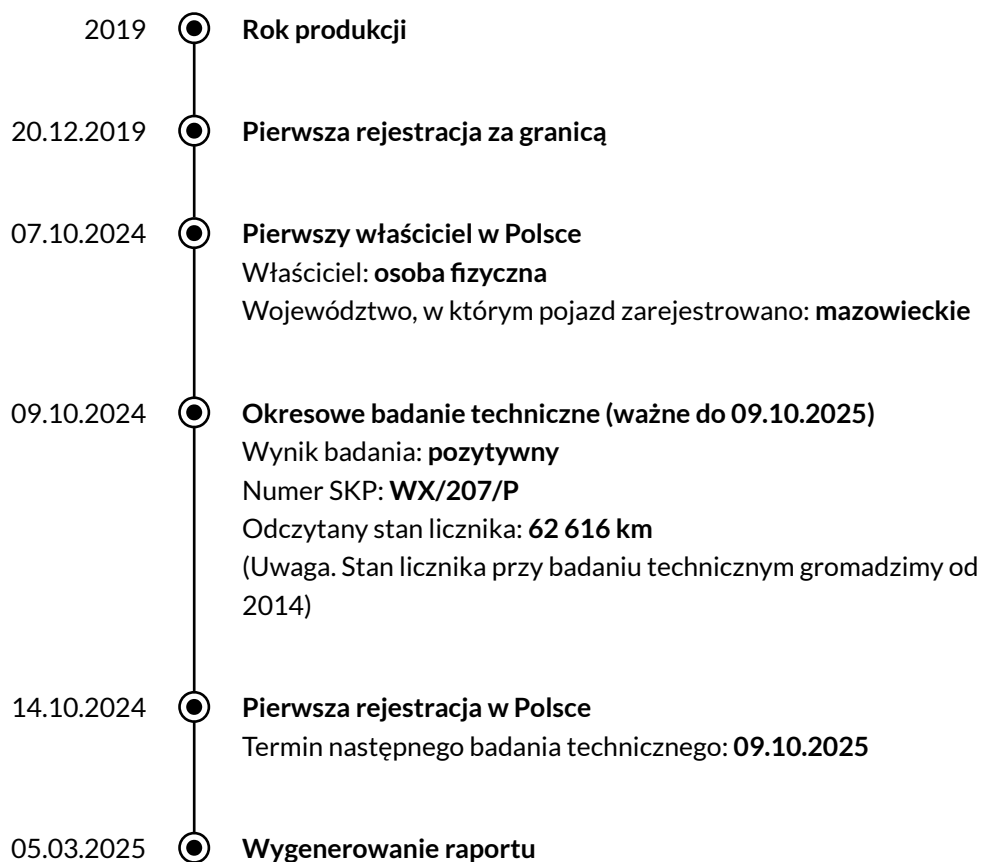 2019 Rok produkcji
20.12.2019 Pierwsza rejestracja za granicą
07.10.2024 Pierwszy właściciel w Polsce
Właściciel: osoba fizyczna
Województwo, w którym pojazd zarejestrowano: mazowieckie
09.10.2024 Okresowe badanie techniczne (ważne do 09.10.2025)
Wynik badania: pozytywny
Numer SKP: WX/207/P
Odczytany stan licznika: 62 616 km
(Uwaga. Stan licznika przy badaniu technicznym gromadzimy od
2014)
14.10.2024 Pierwsza rejestracja w Polsce
Termin następnego badania technicznego: 09.10.2025
05.03.2025 Wygenerowanie raportu